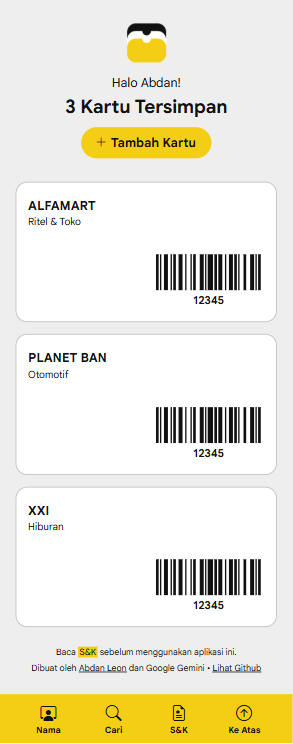 Halo Abdan!
3 Kartu Tersimpan
+ Tambah Kartu
ALFAMART
Ritel & Toko
12345
PLANET BAN
Otomotif
12345
XXI
Hiburan
12345
Baca S&K sebelum menggunakan aplikasi ini.
Dibuat oleh Abdan Leon dan Google Gemini • Lihat Github
Nama
Cari
S&K
Ke Atas